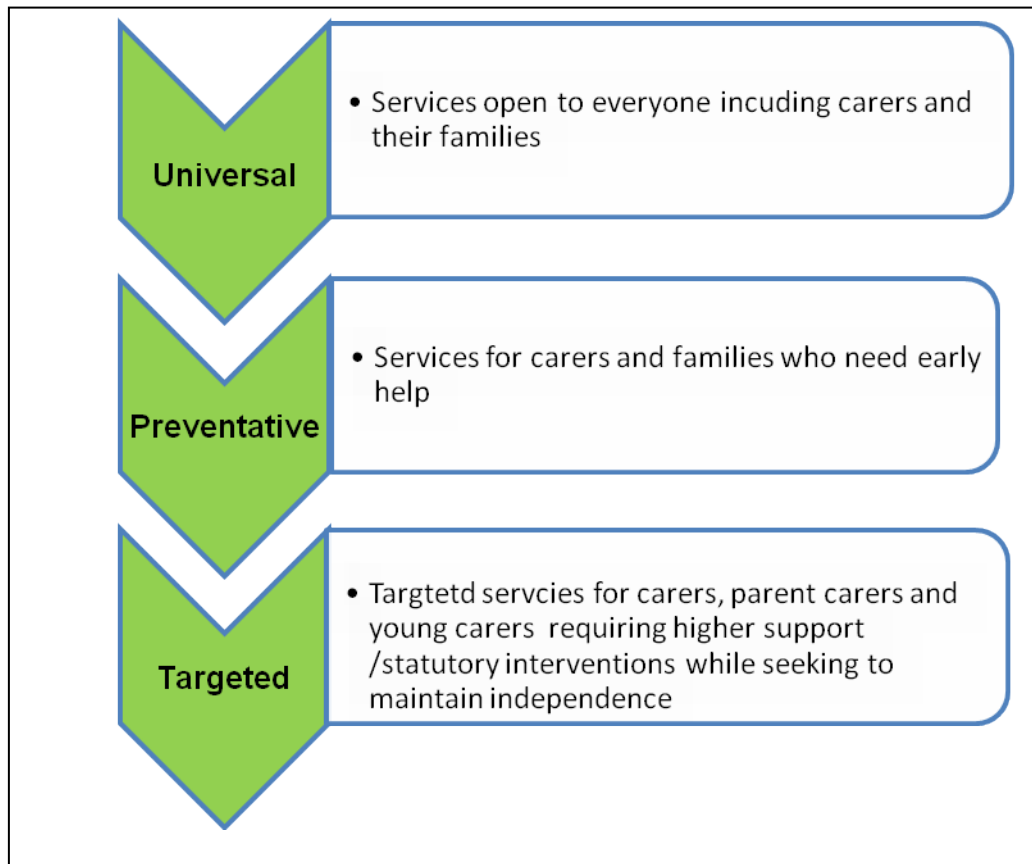 Universal
• Services open to everyone incuding carers and
their families
Preventative
• Services for carers and families who need early
help
Targeted
• Targtetd servcies for carers, parent carers and
young carers requiring higher support
/statutory interventions while seeking to
maintain independence